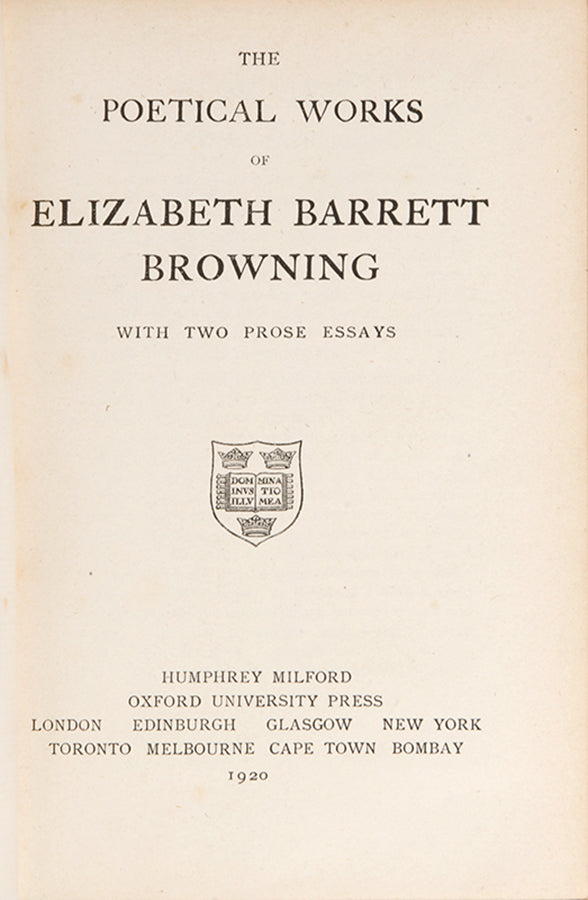 THE
POETICAL WORKS
OF
ELIZABETH BARRETT
BROWNING
WITH TWO PROSE ESSAYS
DOM MINA
INVS TIO
ILLV MEA
HUMPHREY MILFORD
OXFORD UNIVERSITY PRESS
LONDON EDINBURGH GLASGOW NEW YORK
TORONTO MELBOURNE CAPE TOWN BOMBAY
1920